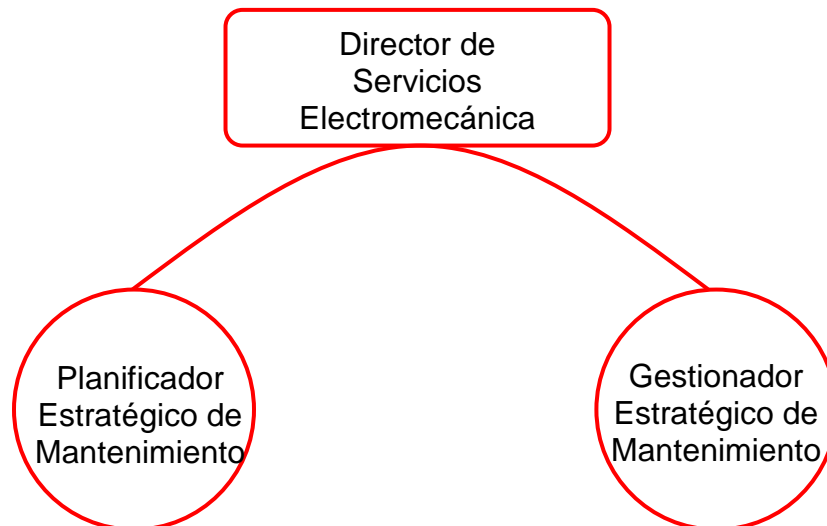 Director de
Servicios
Electromecánica
Planificador
Estratégico de
Mantenimiento
Gestionador
Estratégico de
Mantenimiento